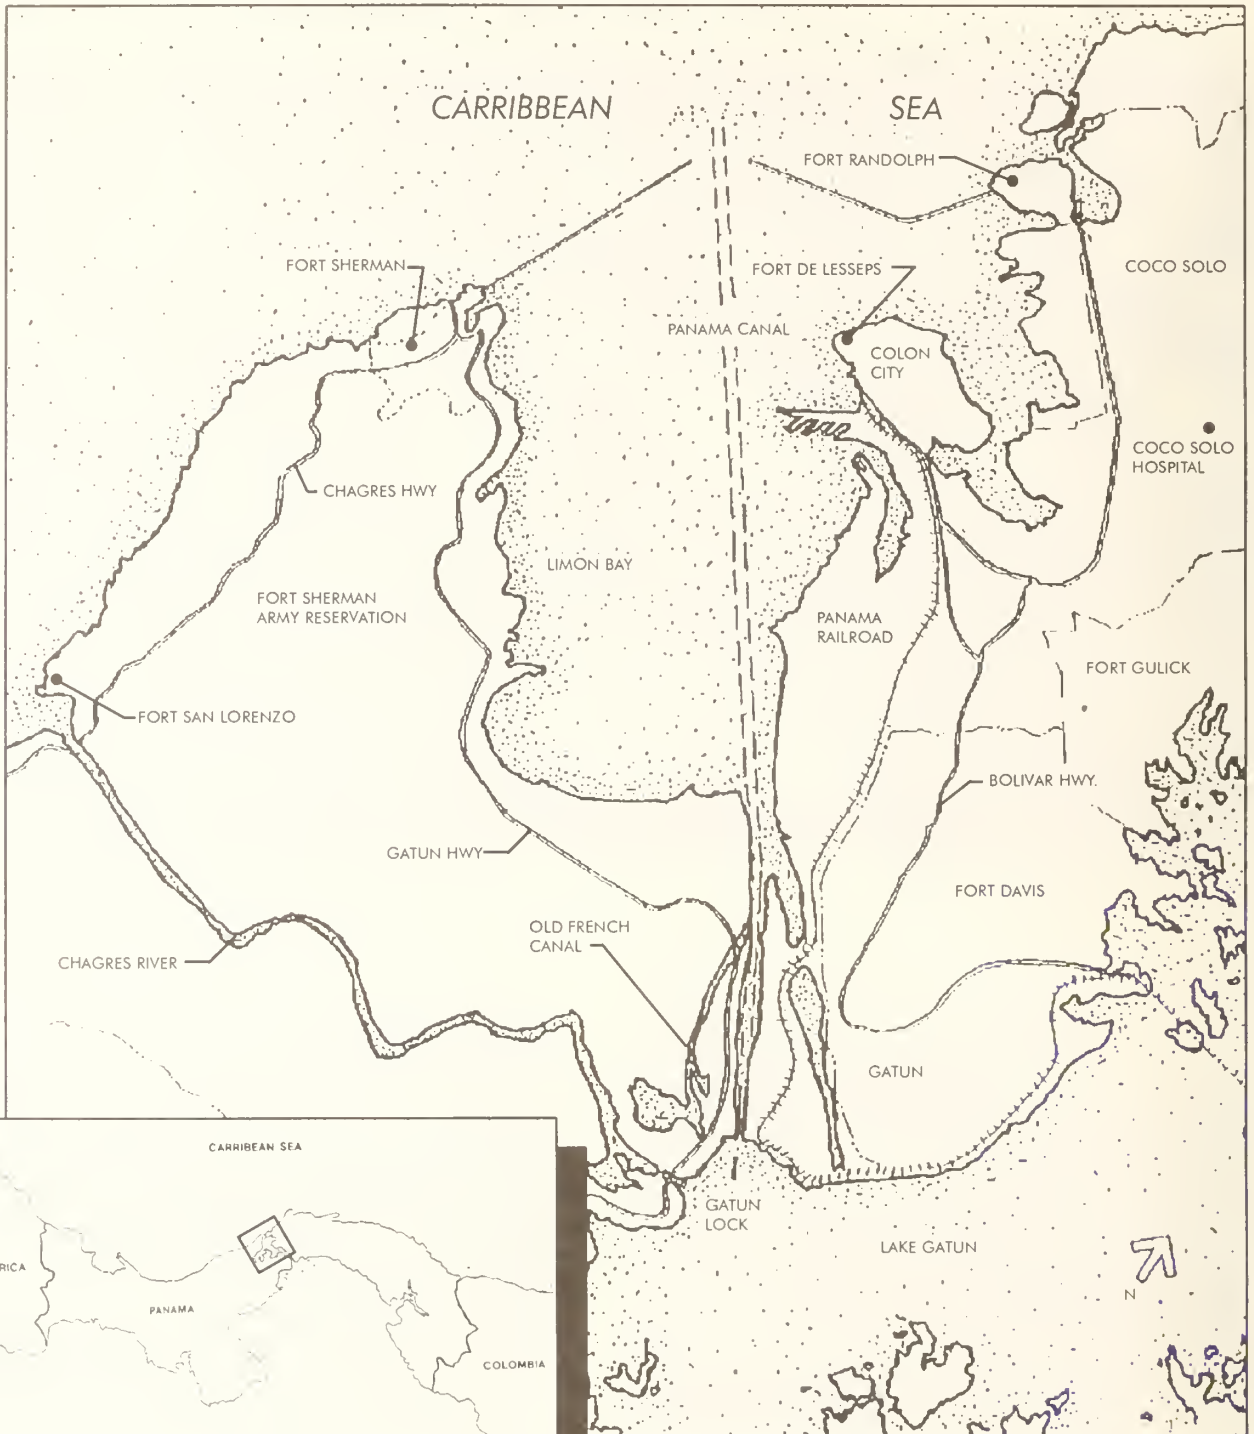 CARRIBBEAN SEA
FORT RANDOLPH
FORT SHERMAN
FORT DE LESSEPS
COCO SOLO
PANAMA CANAL
COLON
CITY
COCO SOLO
HOSPITAL
CHAGRES HWY
LIMON BAY
FORT SHERMAN
ARMY RESERVATION
PANAMA
RAILROAD
FORT GULICK
FORT SAN LORENZO
BOLIVAR HWY.
GATUN HWY
FORT DAVIS
OLD FRENCH
CANAL
CHAGRES RIVER
GATUN
GATUN
LOCK
LAKE GATUN
N
CARRIBEAN SEA
RICA
PANAMA
COLOMBIA